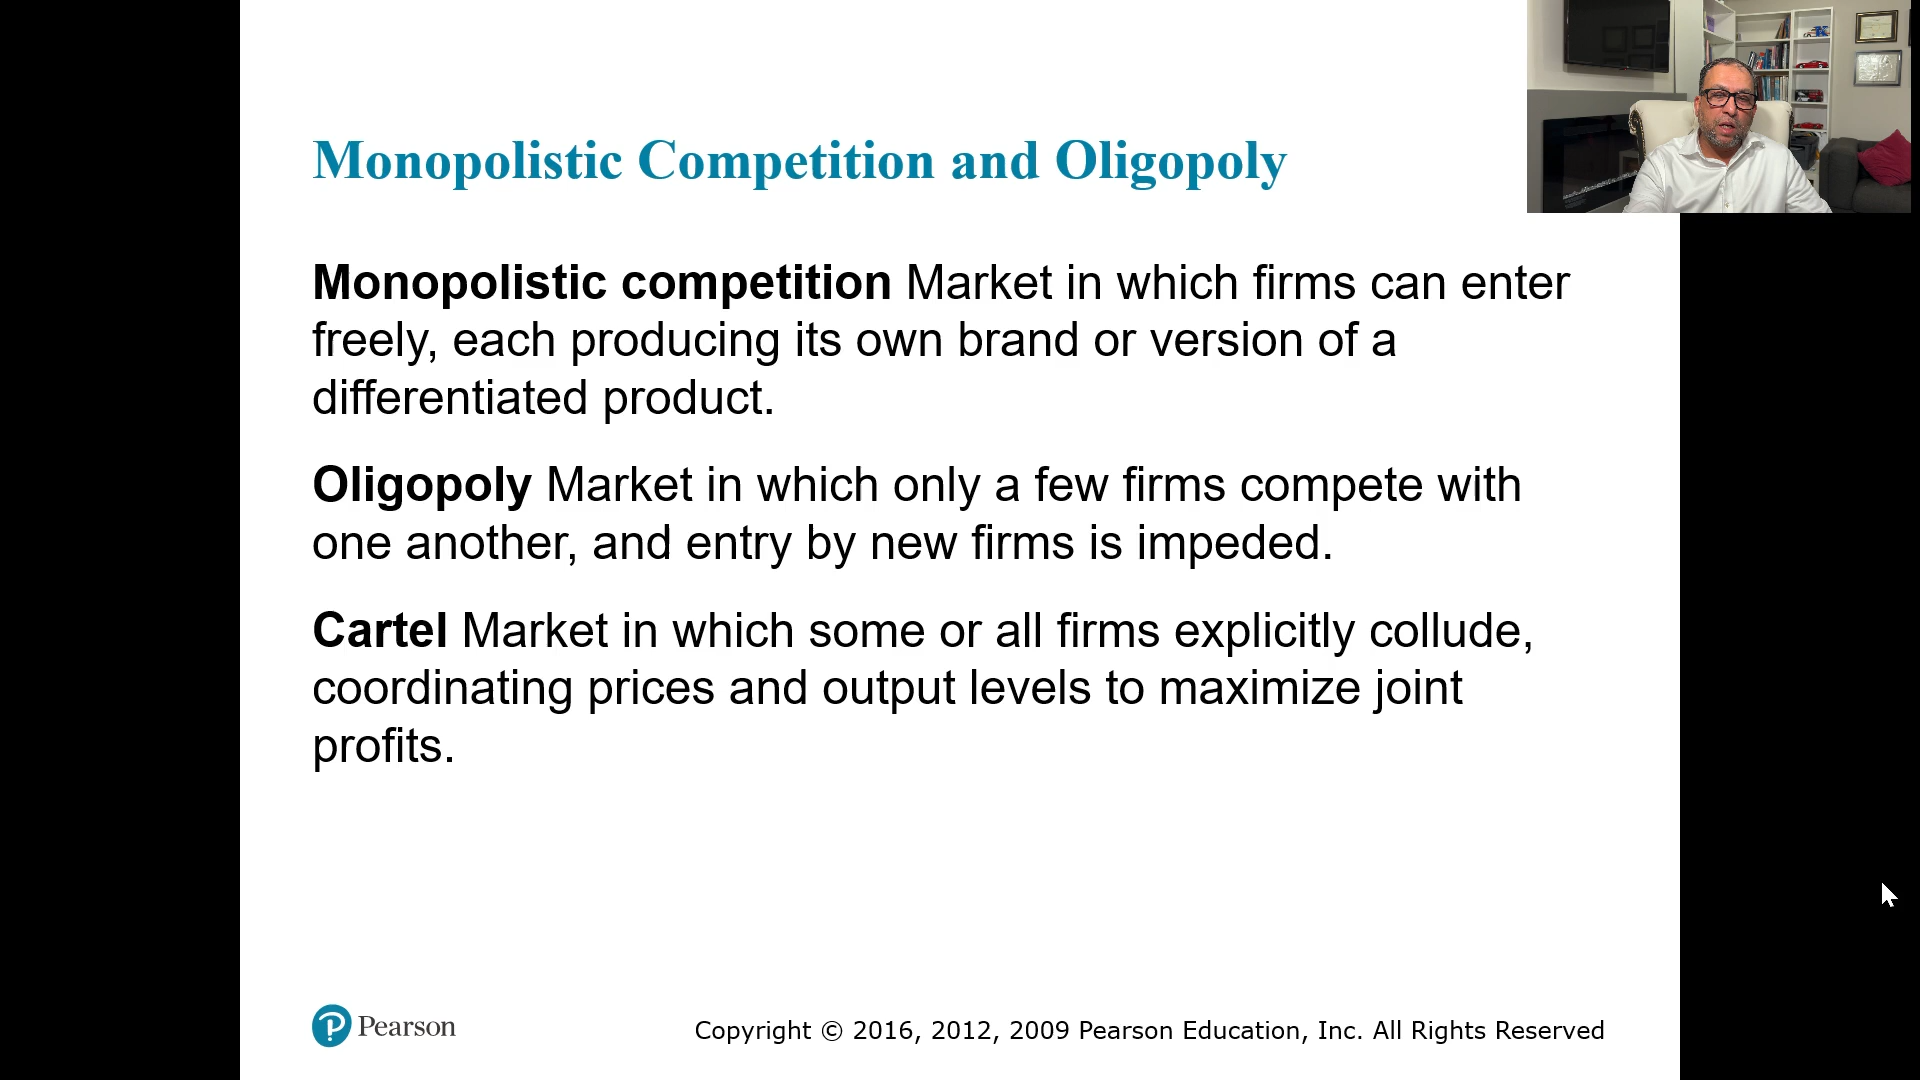 Monopolistic Competition and Oligopoly
Monopolistic competition Market in which firms can enter
freely, each producing its own brand or version of a
differentiated product.
Oligopoly Market in which only a few firms compete with
one another, and entry by new firms is impeded.
Cartel Market in which some or all firms explicitly collude,
coordinating prices and output levels to maximize joint
profits.
Pearson
Copyright © 2016, 2012, 2009 Pearson Education, Inc. All Rights Reserved